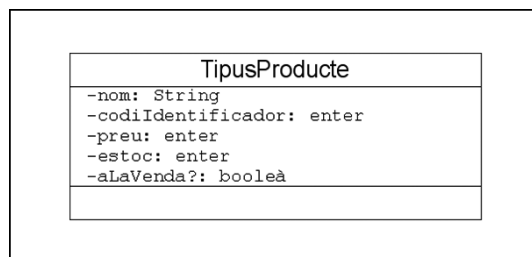 TipusProducte
-nom: String
-codiIdentificador: enter
-preu: enter
-estoc: enter
-aLaVenda?: booleà